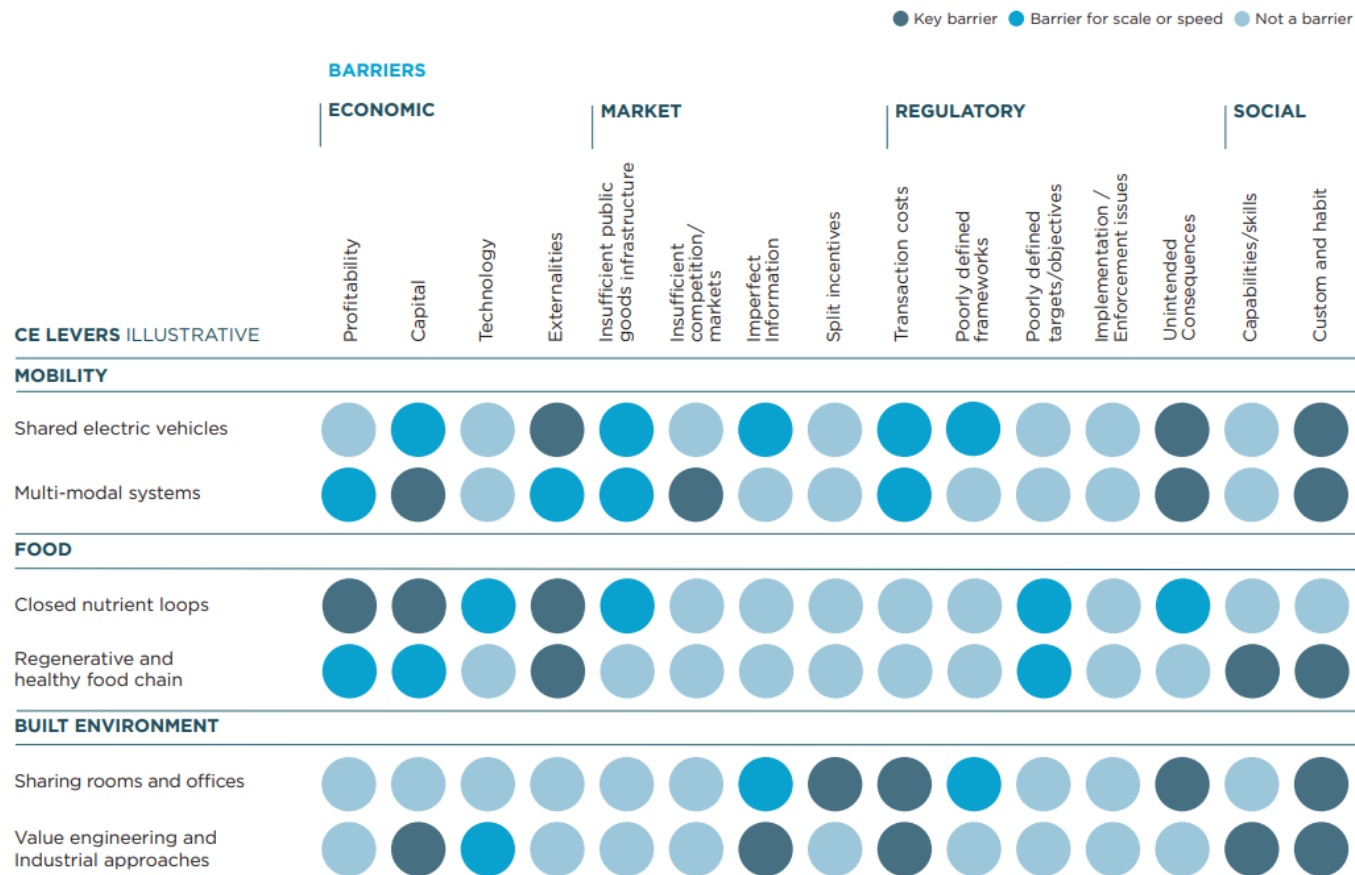 Key barrier Barrier for scale or speed Not a barrier
BARRIERS
ECONOMIC
MARKET
REGULATORY
SOCIAL
CE LEVERS ILLUSTRATIVE
Profitability
Capital
Technology
Externalities
Insufficient public
goods infrastructure
Insufficient
competition/
markets
Imperfect
Information
Split incentives
Transaction costs
Poorly defined
frameworks
Poorly defined
targets/objectives
Implementation /
Enforcement issues
Unintended
Consequences
Capabilities/skills
Custom and habit
MOBILITY
Shared electric vehicles
Multi-modal systems
FOOD
Closed nutrient loops
Regenerative and
healthy food chain
BUILT ENVIRONMENT
Sharing rooms and offices
Value engineering and
Industrial approaches